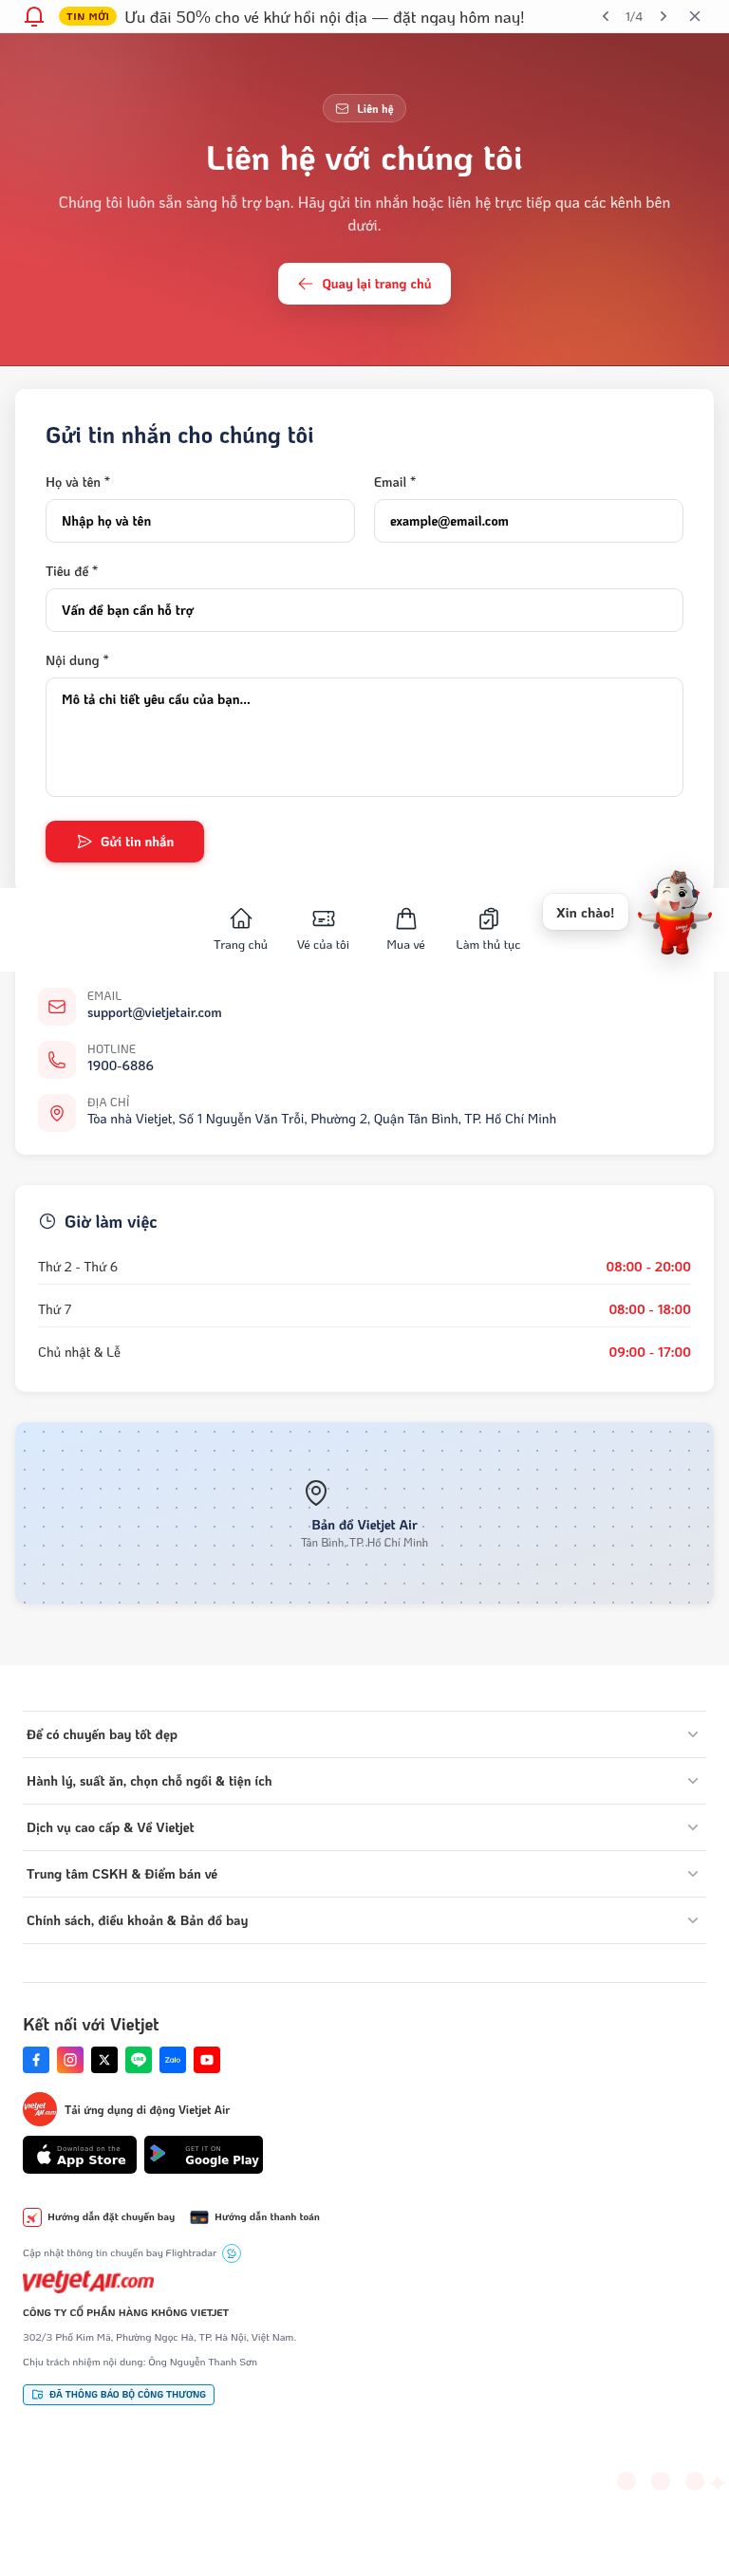 TIN MỚI Ưu đãi 50% cho vé khứ hồi nội địa — đặt ngay hôm nay! 1/4
Liên hệ
Liên hệ với chúng tôi
Chúng tôi luôn sẵn sàng hỗ trợ bạn. Hãy gửi tin nhắn hoặc liên hệ trực tiếp qua các kênh bên
dưới.
Quay lại trang chủ
Gửi tin nhắn cho chúng tôi
Họ và tên * Email *
Nhập họ và tên example@email.com
Tiêu đề *
Vấn đề bạn cần hỗ trợ
Nội dung *
Mô tả chi tiết yêu cầu của bạn...
Gửi tin nhắn
Xin chào!
Trang chủ Vé của tôi Mua vé Làm thủ tục
EMAIL
support@vietjetair.com
HOTLINE
1900-6886
ĐỊA CHỈ
Tòa nhà Vietjet, Số 1 Nguyễn Văn Trỗi, Phường 2, Quận Tân Bình, TP. Hồ Chí Minh
Giờ làm việc
Thứ 2 - Thứ 6 08:00 - 20:00
Thứ 7 08:00 - 18:00
Chủ nhật & Lễ 09:00 - 17:00
Bản đồ Vietjet Air
Tân Bình, TP. Hồ Chí Minh
Để có chuyến bay tốt đẹp
Hành lý, suất ăn, chọn chỗ ngồi & tiện ích
Dịch vụ cao cấp & Về Vietjet
Trung tâm CSKH & Điểm bán vé
Chính sách, điều khoản & Bản đồ bay
Kết nối với Vietjet
LINE Zalo
vietjet Air.com Tải ứng dụng di động Vietjet Air
Download on the App Store GET IT ON Google Play
Hướng dẫn đặt chuyến bay Hướng dẫn thanh toán
Cập nhật thông tin chuyến bay Flightradar
vietjetAir.com
CÔNG TY CỔ PHẦN HÀNG KHÔNG VIETJET
302/3 Phố Kim Mã, Phường Ngọc Hà, TP. Hà Nội, Việt Nam.
Chịu trách nhiệm nội dung: Ông Nguyễn Thanh Sơn
ĐÃ THÔNG BÁO BỘ CÔNG THƯƠNG